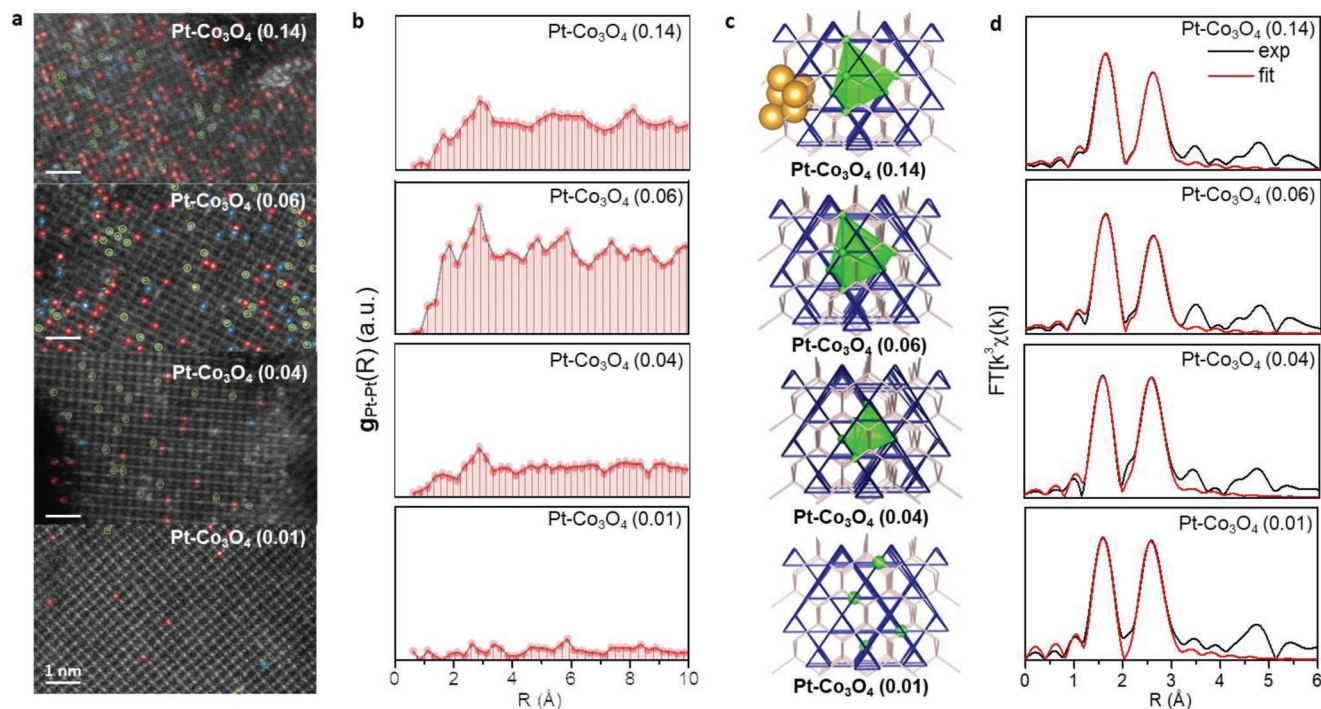 a
Pt-Co₃O₄ (0.14)
Pt-Co₃O₄ (0.06)
Pt-Co₃O₄ (0.04)
Pt-Co₃O₄ (0.01)
1 nm
b
Pt-Co₃O₄ (0.14)
Pt-Co₃O₄ (0.06)
Pt-Co₃O₄ (0.04)
Pt-Co₃O₄ (0.01)
g_Pt-Pt(R) (a.u.)
0 2 4 6 8 10
R (Å)
c
Pt-Co₃O₄ (0.14)
Pt-Co₃O₄ (0.06)
Pt-Co₃O₄ (0.04)
Pt-Co₃O₄ (0.01)
d
Pt-Co₃O₄ (0.14)
exp
fit
Pt-Co₃O₄ (0.06)
Pt-Co₃O₄ (0.04)
Pt-Co₃O₄ (0.01)
FT[k³χ(k)]
0 1 2 3 4 5 6
R (Å)